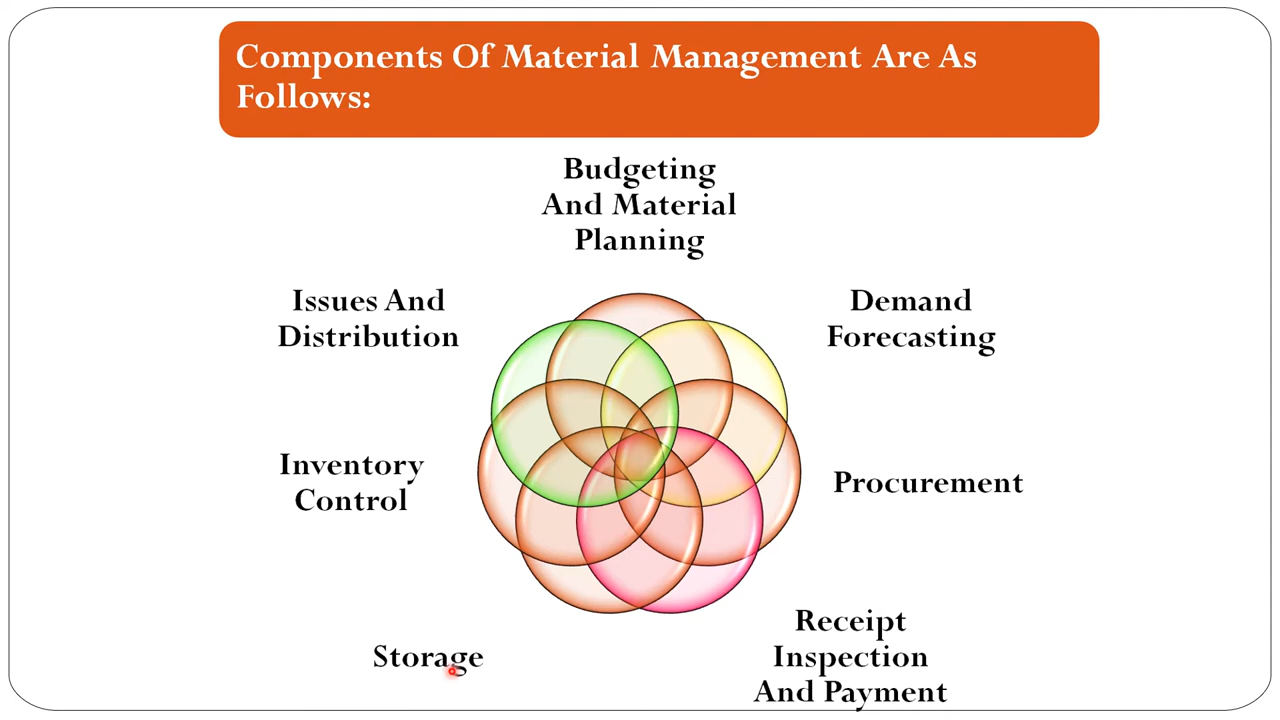 Components Of Material Management Are As
Follows:
Budgeting
And Material
Planning
Demand
Forecasting
Procurement
Receipt
Inspection
And Payment
Storage
Inventory
Control
Issues And
Distribution